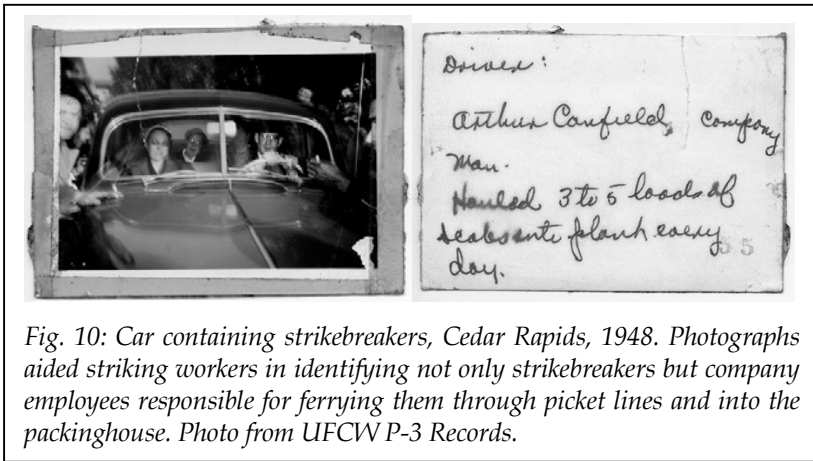 Driver:
Arthur Canfield, Company
Man.
Hauled 3 to 5 loads of
scabs into plant every
day.
55
Fig. 10: Car containing strikebreakers, Cedar Rapids, 1948. Photographs
aided striking workers in identifying not only strikebreakers but company
employees responsible for ferrying them through picket lines and into the
packinghouse. Photo from UFCW P-3 Records.